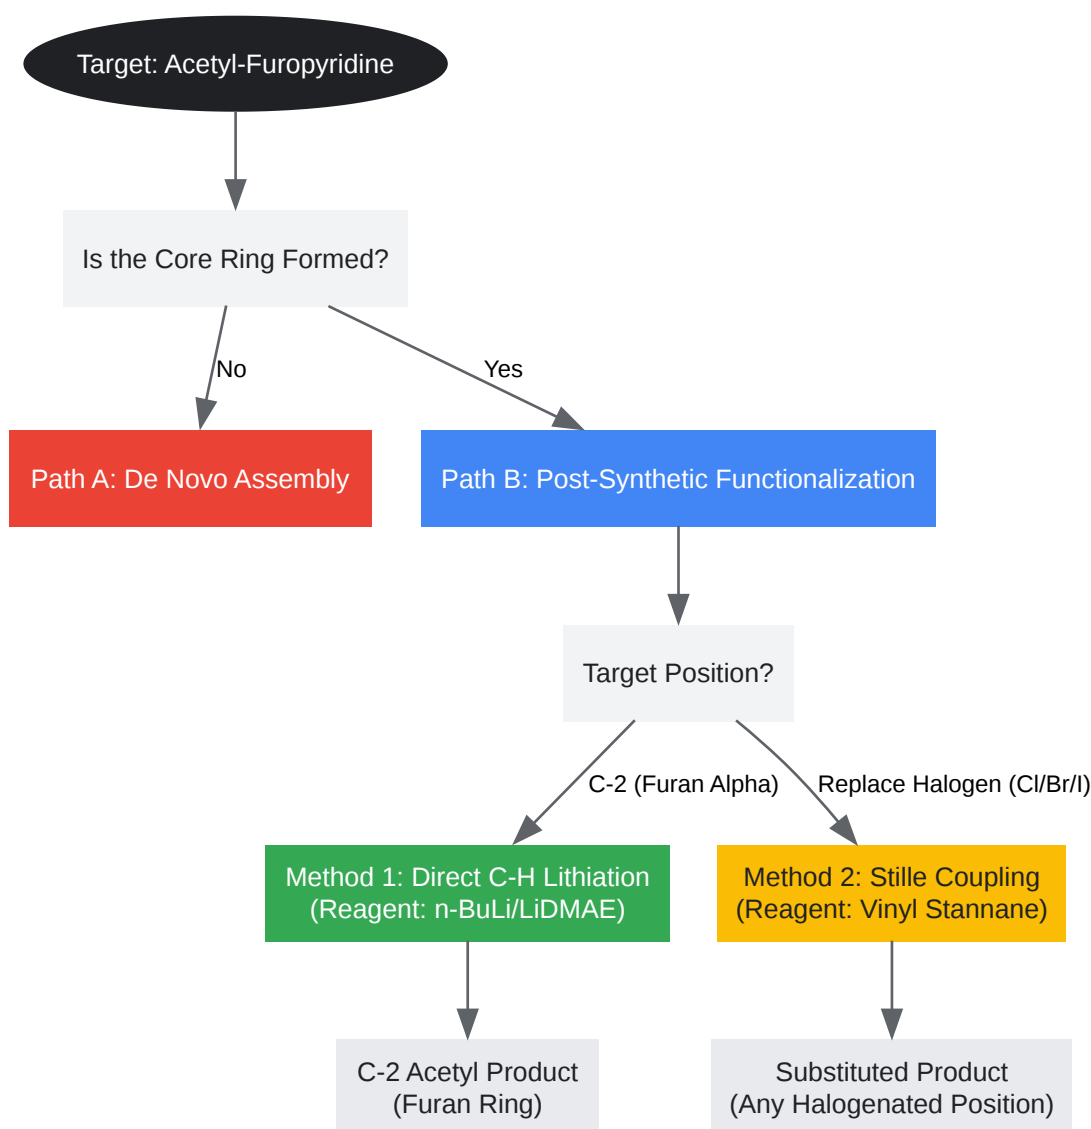 Target: Acetyl-Furopyridine
Is the Core Ring Formed?
No
Yes
Path A: De Novo Assembly
Path B: Post-Synthetic Functionalization
Target Position?
C-2 (Furan Alpha)
Replace Halogen (Cl/Br/I)
Method 1: Direct C-H Lithiation
(Reagent: n-BuLi/LiDMAE)
Method 2: Stille Coupling
(Reagent: Vinyl Stannane)
C-2 Acetyl Product
(Furan Ring)
Substituted Product
(Any Halogenated Position)